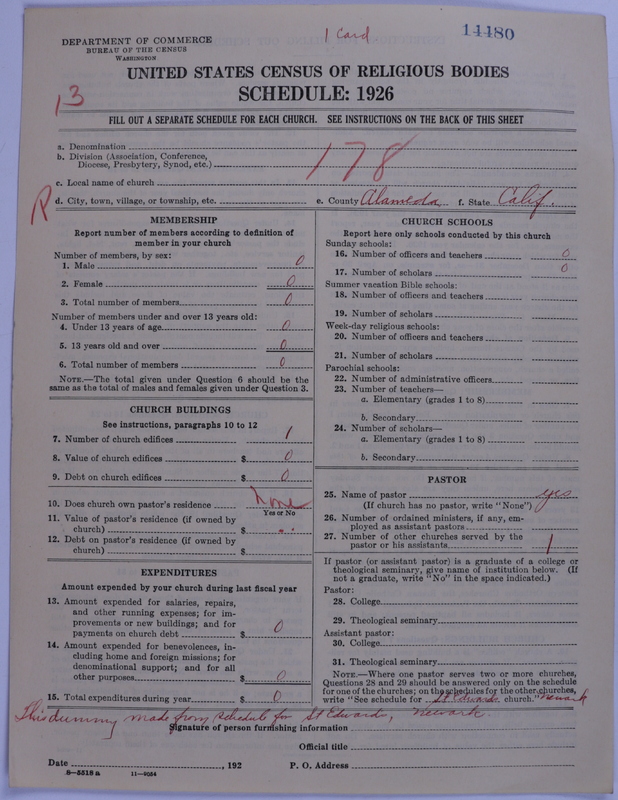 DEPARTMENT OF COMMERCE
BUREAU OF THE CENSUS
WASHINGTON
1 Card
14480
UNITED STATES CENSUS OF RELIGIOUS BODIES
SCHEDULE: 1926
13
FILL OUT A SEPARATE SCHEDULE FOR EACH CHURCH. SEE INSTRUCTIONS ON THE BACK OF THIS SHEET
a. Denomination
b. Division (Association, Conference,
Diocese, Presbytery, Synod, etc.)
178
c. Local name of church
R
d. City, town, village, or township, etc. e. County Alameda f. State Calif.
MEMBERSHIP
Report number of members according to definition of
member in your church
Number of members, by sex:
1. Male 0
2. Female 0
3. Total number of members 0
Number of members under and over 13 years old:
4. Under 13 years of age 0
5. 13 years old and over 0
6. Total number of members 0
NOTE.—The total given under Question 6 should be the
same as the total of males and females given under Question 3.
CHURCH BUILDINGS
See instructions, paragraphs 10 to 12
7. Number of church edifices 1
8. Value of church edifices $ 0
9. Debt on church edifices $ 0
10. Does church own pastor's residence None
Yes or No
11. Value of pastor's residence (if owned by
church) $ " "
12. Debt on pastor's residence (if owned by
church) $
EXPENDITURES
Amount expended by your church during last fiscal year
13. Amount expended for salaries, repairs,
and other running expenses; for im-
provements or new buildings; and for
payments on church debt $ 0
14. Amount expended for benevolences, in-
cluding home and foreign missions; for
denominational support; and for all
other purposes $ 0
15. Total expenditures during year $ 0
CHURCH SCHOOLS
Report here only schools conducted by this church
Sunday schools:
16. Number of officers and teachers 0
17. Number of scholars 0
Summer vacation Bible schools:
18. Number of officers and teachers
19. Number of scholars
Week-day religious schools:
20. Number of officers and teachers
21. Number of scholars
Parochial schools:
22. Number of administrative officers
23. Number of teachers—
a. Elementary (grades 1 to 8)
b. Secondary
24. Number of scholars—
a. Elementary (grades 1 to 8)
b. Secondary
PASTOR
25. Name of pastor yes
(If church has no pastor, write "None")
26. Number of ordained ministers, if any, em-
ployed as assistant pastors
27. Number of other churches served by the
pastor or his assistants 1
If pastor (or assistant pastor) is a graduate of a college or
theological seminary, give name of institution below. (If
not a graduate, write "No" in the space indicated.)
Pastor:
28. College
29. Theological seminary
Assistant pastor:
30. College
31. Theological seminary
NOTE.—Where one pastor serves two or more churches,
Questions 28 and 29 should be answered only on the schedule
for one of the churches; on the schedules for the other churches,
write "See schedule for St Edwards church." Newark
This dummy made from schedule for St Edward, Newark.
Signature of person furnishing information
Official title
Date , 192 P. O. Address
8—5518 a 11—9054